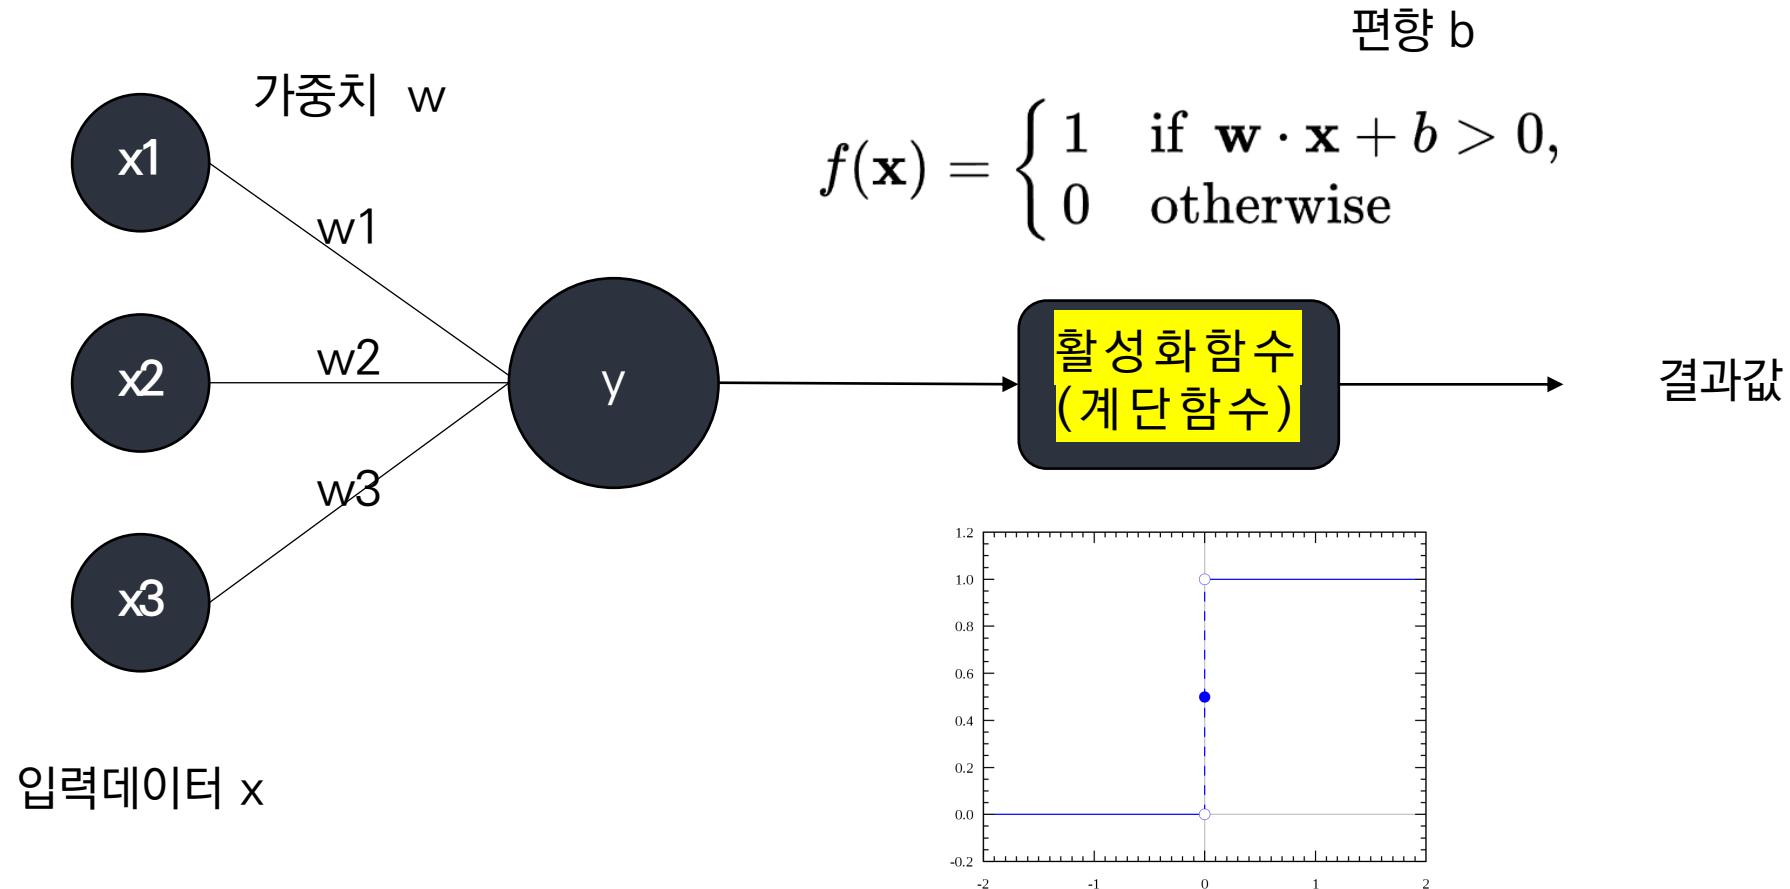 편향 b
가중치 w
f(x) = { 1 if w · x + b > 0,
0 otherwise
x1
w1
x2
w2
y
활성화함수
(계단함수)
결과값
w3
x3
입력데이터 x
1.2
1.0
0.8
0.6
0.4
0.2
0.0
-0.2
-2 -1 0 1 2